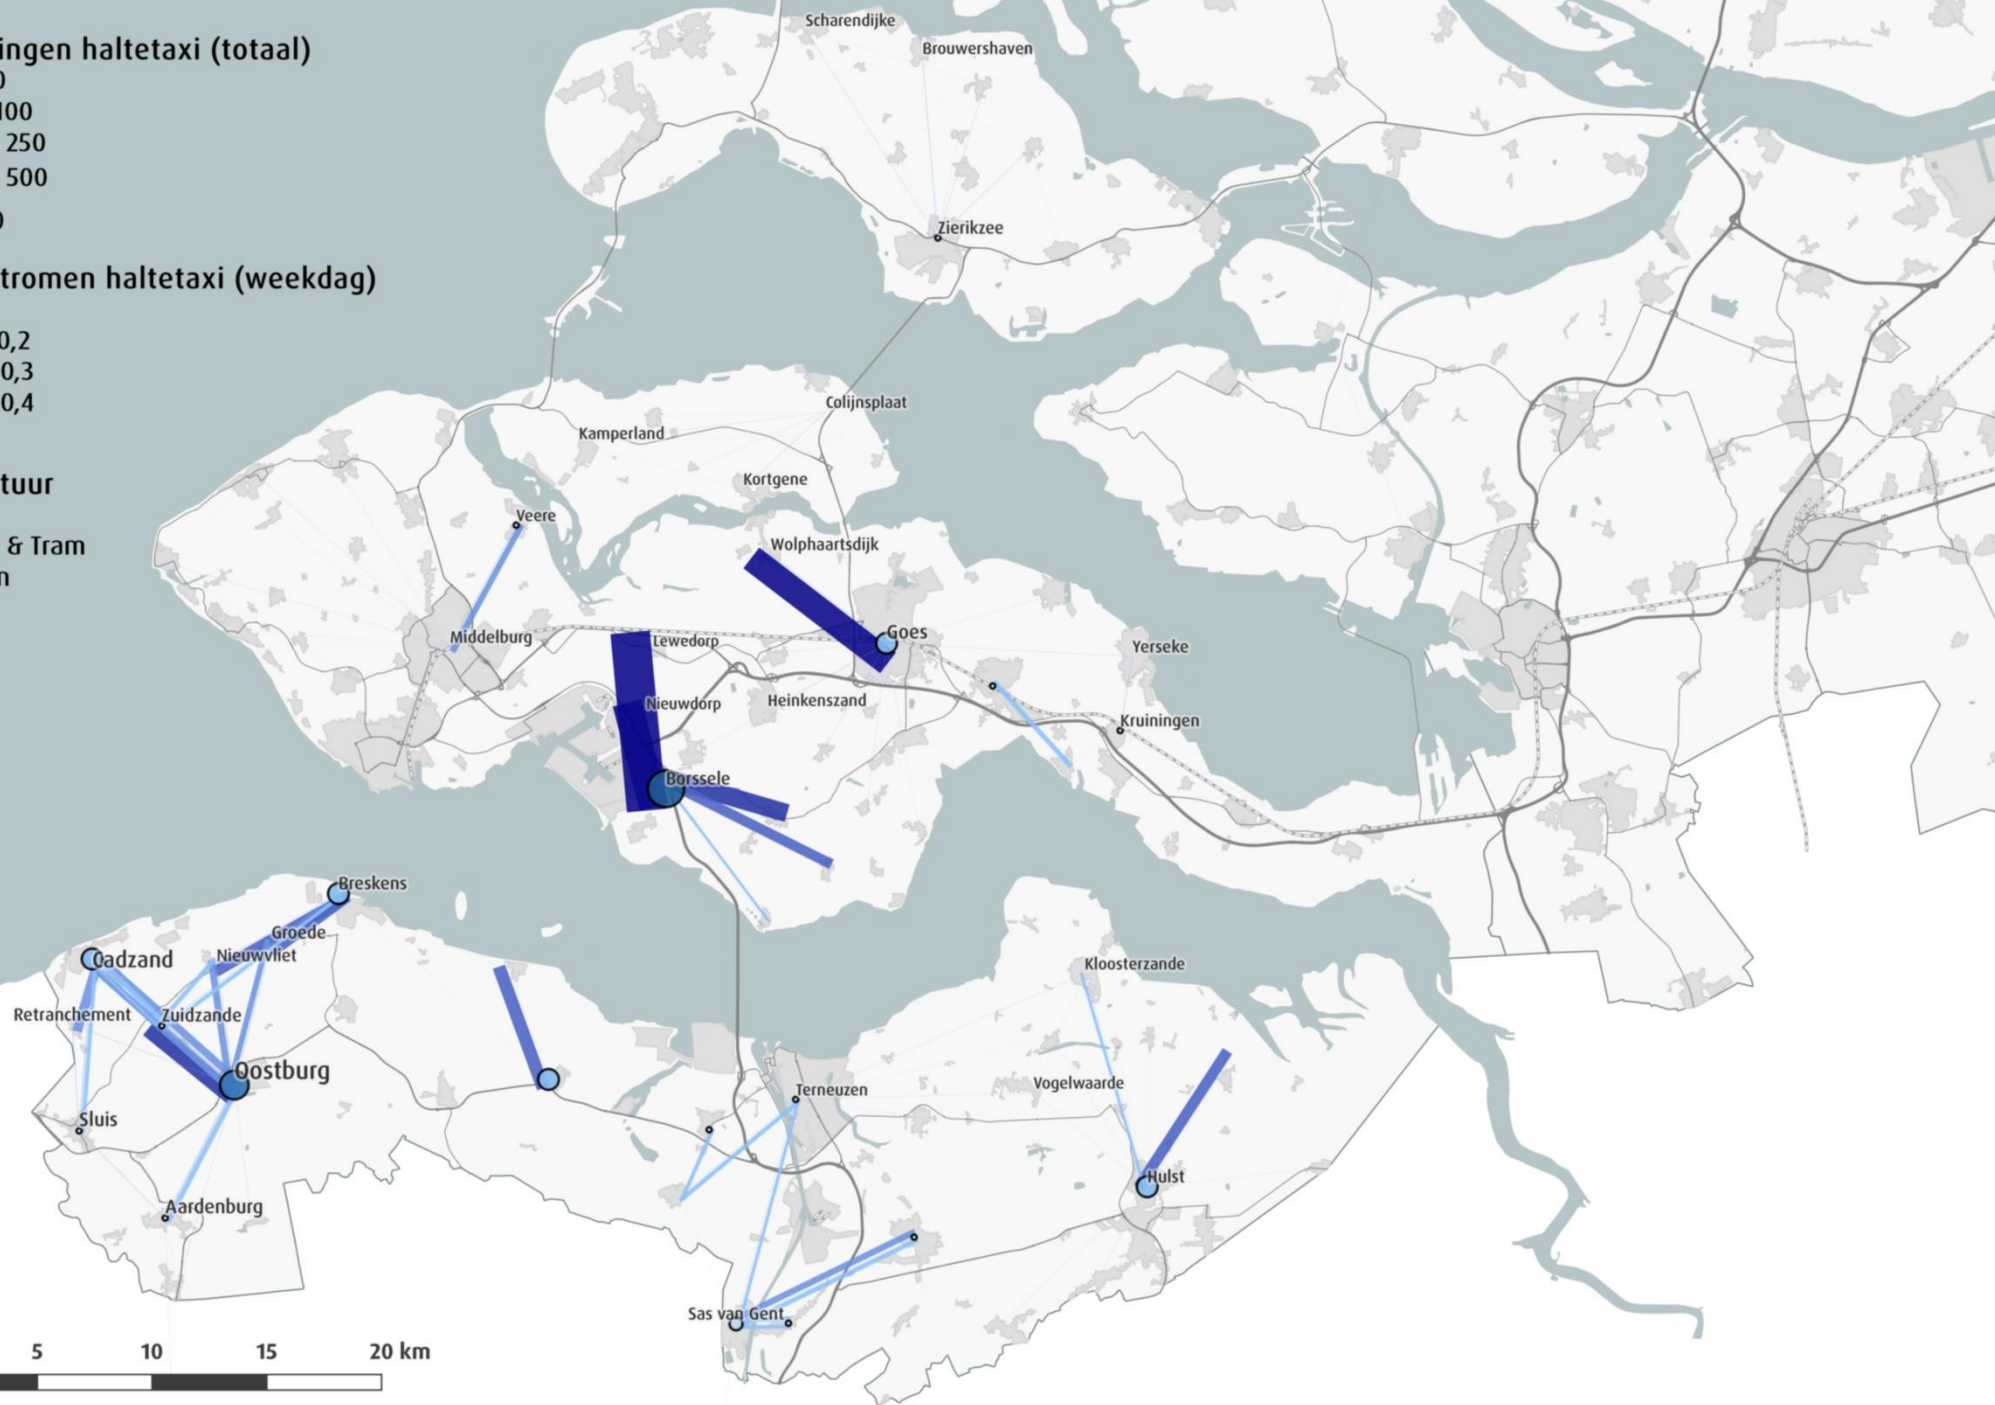 ingen haltetaxi (totaal)
0
100
250
500
0
tromen haltetaxi (weekdag)
0,2
0,3
0,4
tuur
& Tram
n
Scharendijke
Brouwershaven
Zierikzee
Colijnsplaat
Kamperland
Kortgene
Veere
Wolphaartsdijk
Middelburg
Lewedorp
Goes
Yerseke
Nieuwdorp
Heinkenszand
Kruiningen
Borssele
Breskens
Groede
Nieuwvliet
Cadzand
Kloosterzande
Retranchement
Zuidzande
Oostburg
Vogelwaarde
Terneuzen
Sluis
Hulst
Aardenburg
Sas van Gent
5 10 15 20 km